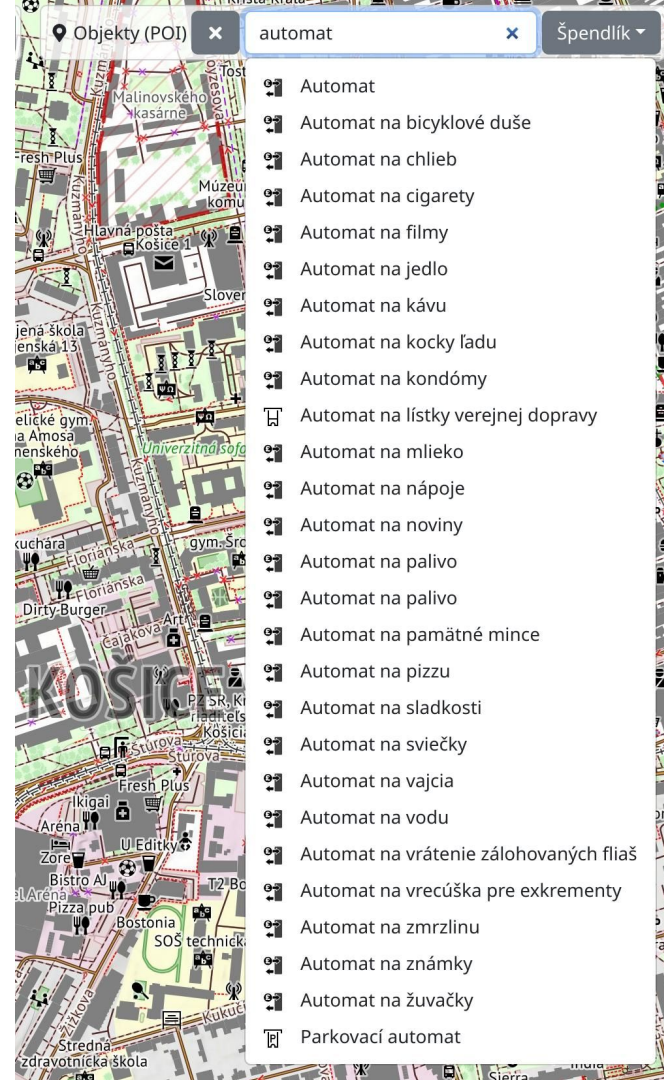 Objekty (POI)
automat
Špendlík
Automat
Automat na bicyklové duše
Automat na chlieb
Automat na cigarety
Automat na filmy
Automat na jedlo
Automat na kávu
Automat na kocky ľadu
Automat na kondómy
Automat na lístky verejnej dopravy
Automat na mlieko
Automat na nápoje
Automat na noviny
Automat na palivo
Automat na palivo
Automat na pamätné mince
Automat na pizzu
Automat na sladkosti
Automat na sviečky
Automat na vajcia
Automat na vodu
Automat na vrátenie zálohovaných fliaš
Automat na vrecúška pre exkrementy
Automat na zmrzlinu
Automat na známky
Automat na žuvačky
Parkovací automat
Malinovského
kasárne
Fresh Plus
Kuzmányho
Hlavná pošta
Košice 1
Kuzmányho
Kuzmányho
Floriánska
Floriánska
Dirty Burger
Čajakova
KOŠICE
Štúrova
Štúrova
Fresh Plus
Ikigai
Aréna
U Editky
Bistro AJ
Pizza pub
Bostonia
SOŠ technick
Žižkova
Stredná
zdravotnícka škola